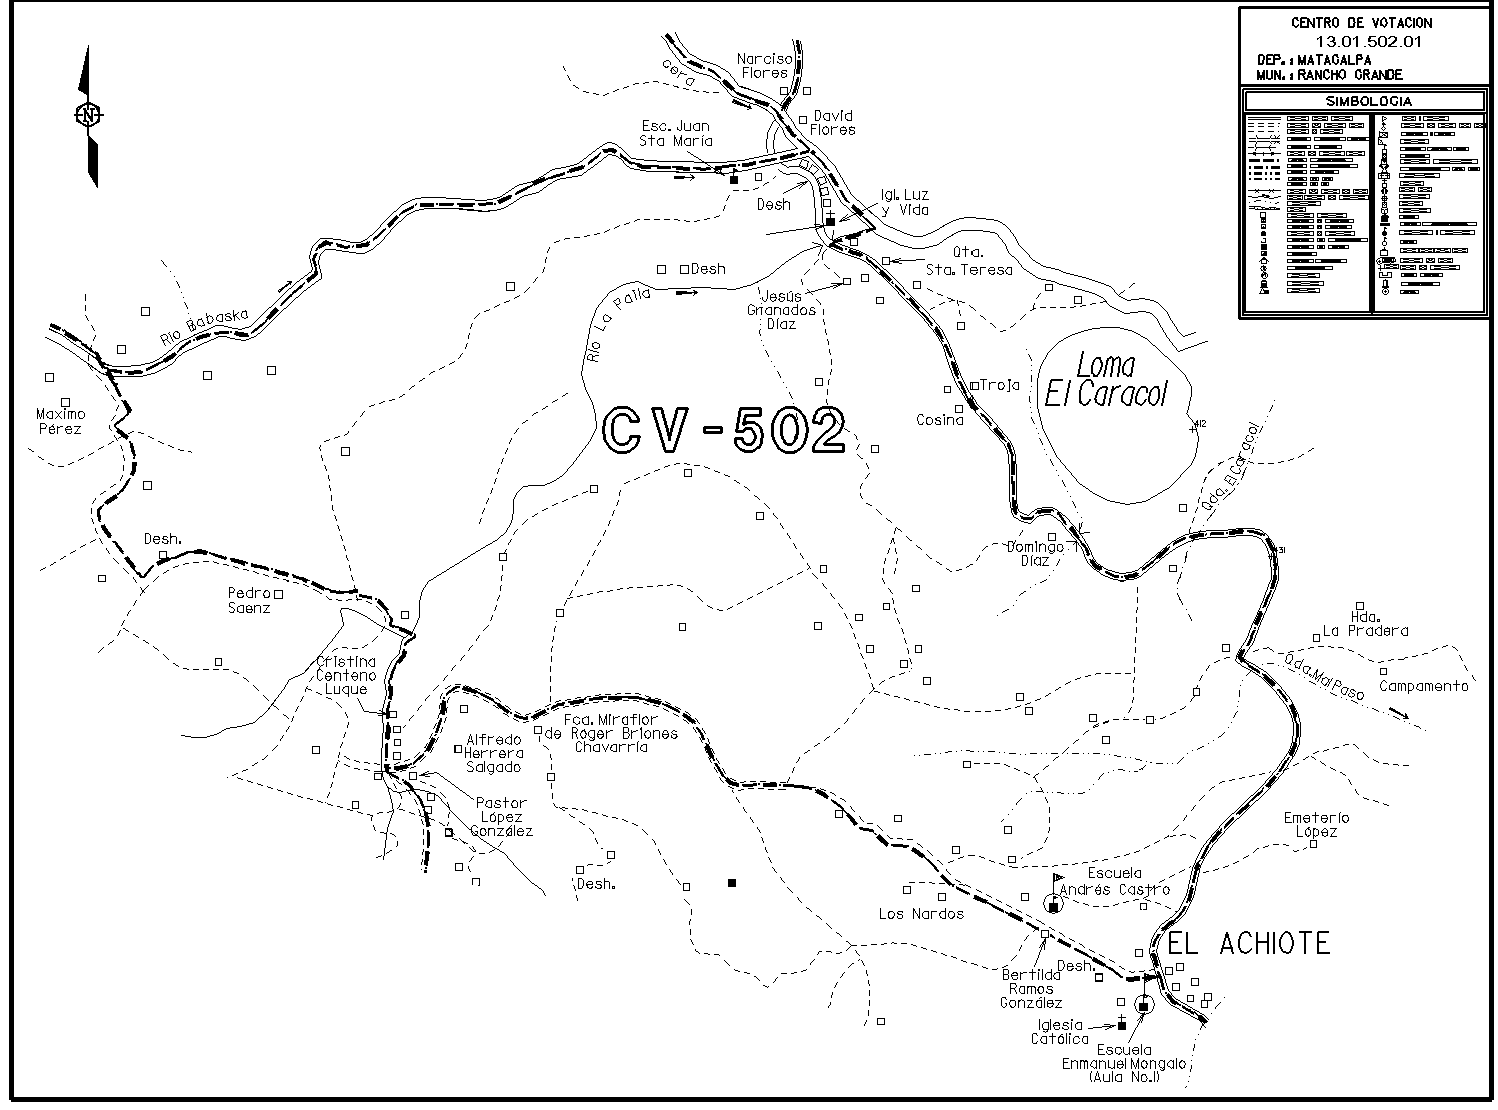 CENTRO DE VOTACION
13.01.502.01
DEP.: MATAGALPA
MUN.: RANCHO GRANDE
SIMBOLOGIA
N
cera
Narciso
Flores
David
Flores
Esc. Juan
Sta María
Desh
Igl. Luz
y Vida
Qta.
Sta. Teresa
Desh
Jesús
Granados
Díaz
Río La Palla
Río Babaska
Maximo
Pérez
Loma
El Caracol
412
Troja
Cosina
CV-502
Qda. El Caracol
Desh.
Domingo
Díaz
431
Pedro
Saenz
Hda.
La Pradera
Cristina
Centeno
Luque
Qda. Mal Paso
Campamento
Fca. Miraflor
de Roger Briones
Chavarría
Alfredo
Herrera
Salgado
Pastor
López
González
Emeterio
López
Desh.
Escuela
Andrés Castro
Los Nardos
EL ACHIOTE
Desh.
Bertilda
Ramos
González
Iglesia
Católica
Escuela
Enmanuel Mongalo
(Aula No.1)